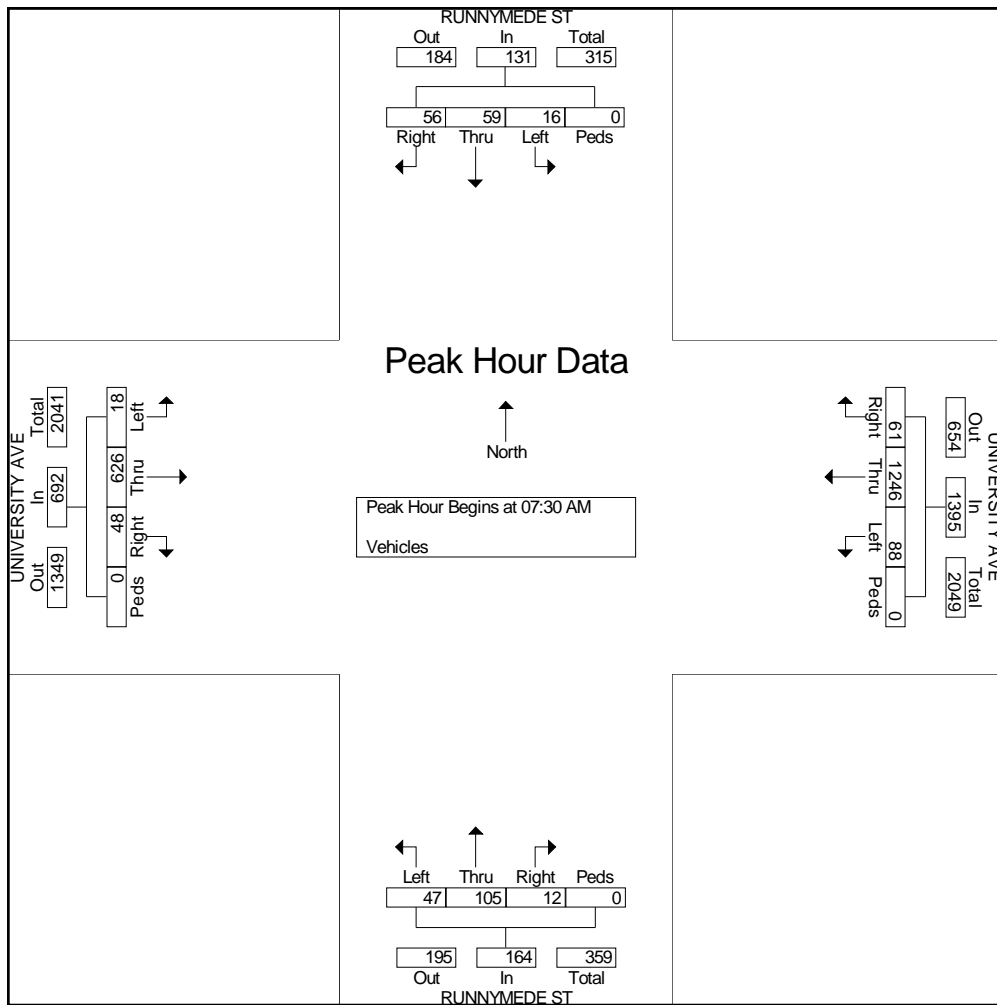 RUNNYMEDE ST
Out In Total
184 131 315
56 59 16 0
Right Thru Left Peds
Peak Hour Data
North
Peak Hour Begins at 07:30 AM
Vehicles
UNIVERSITY AVE
Out In Total
1349 692 2041
18 626 48 0
Left Thru Right Peds
UNIVERSITY AVE
Out In Total
654 1395 2049
61 1246 88 0
Right Thru Left Peds
Left Thru Right Peds
47 105 12 0
195 164 359
Out In Total
RUNNYMEDE ST